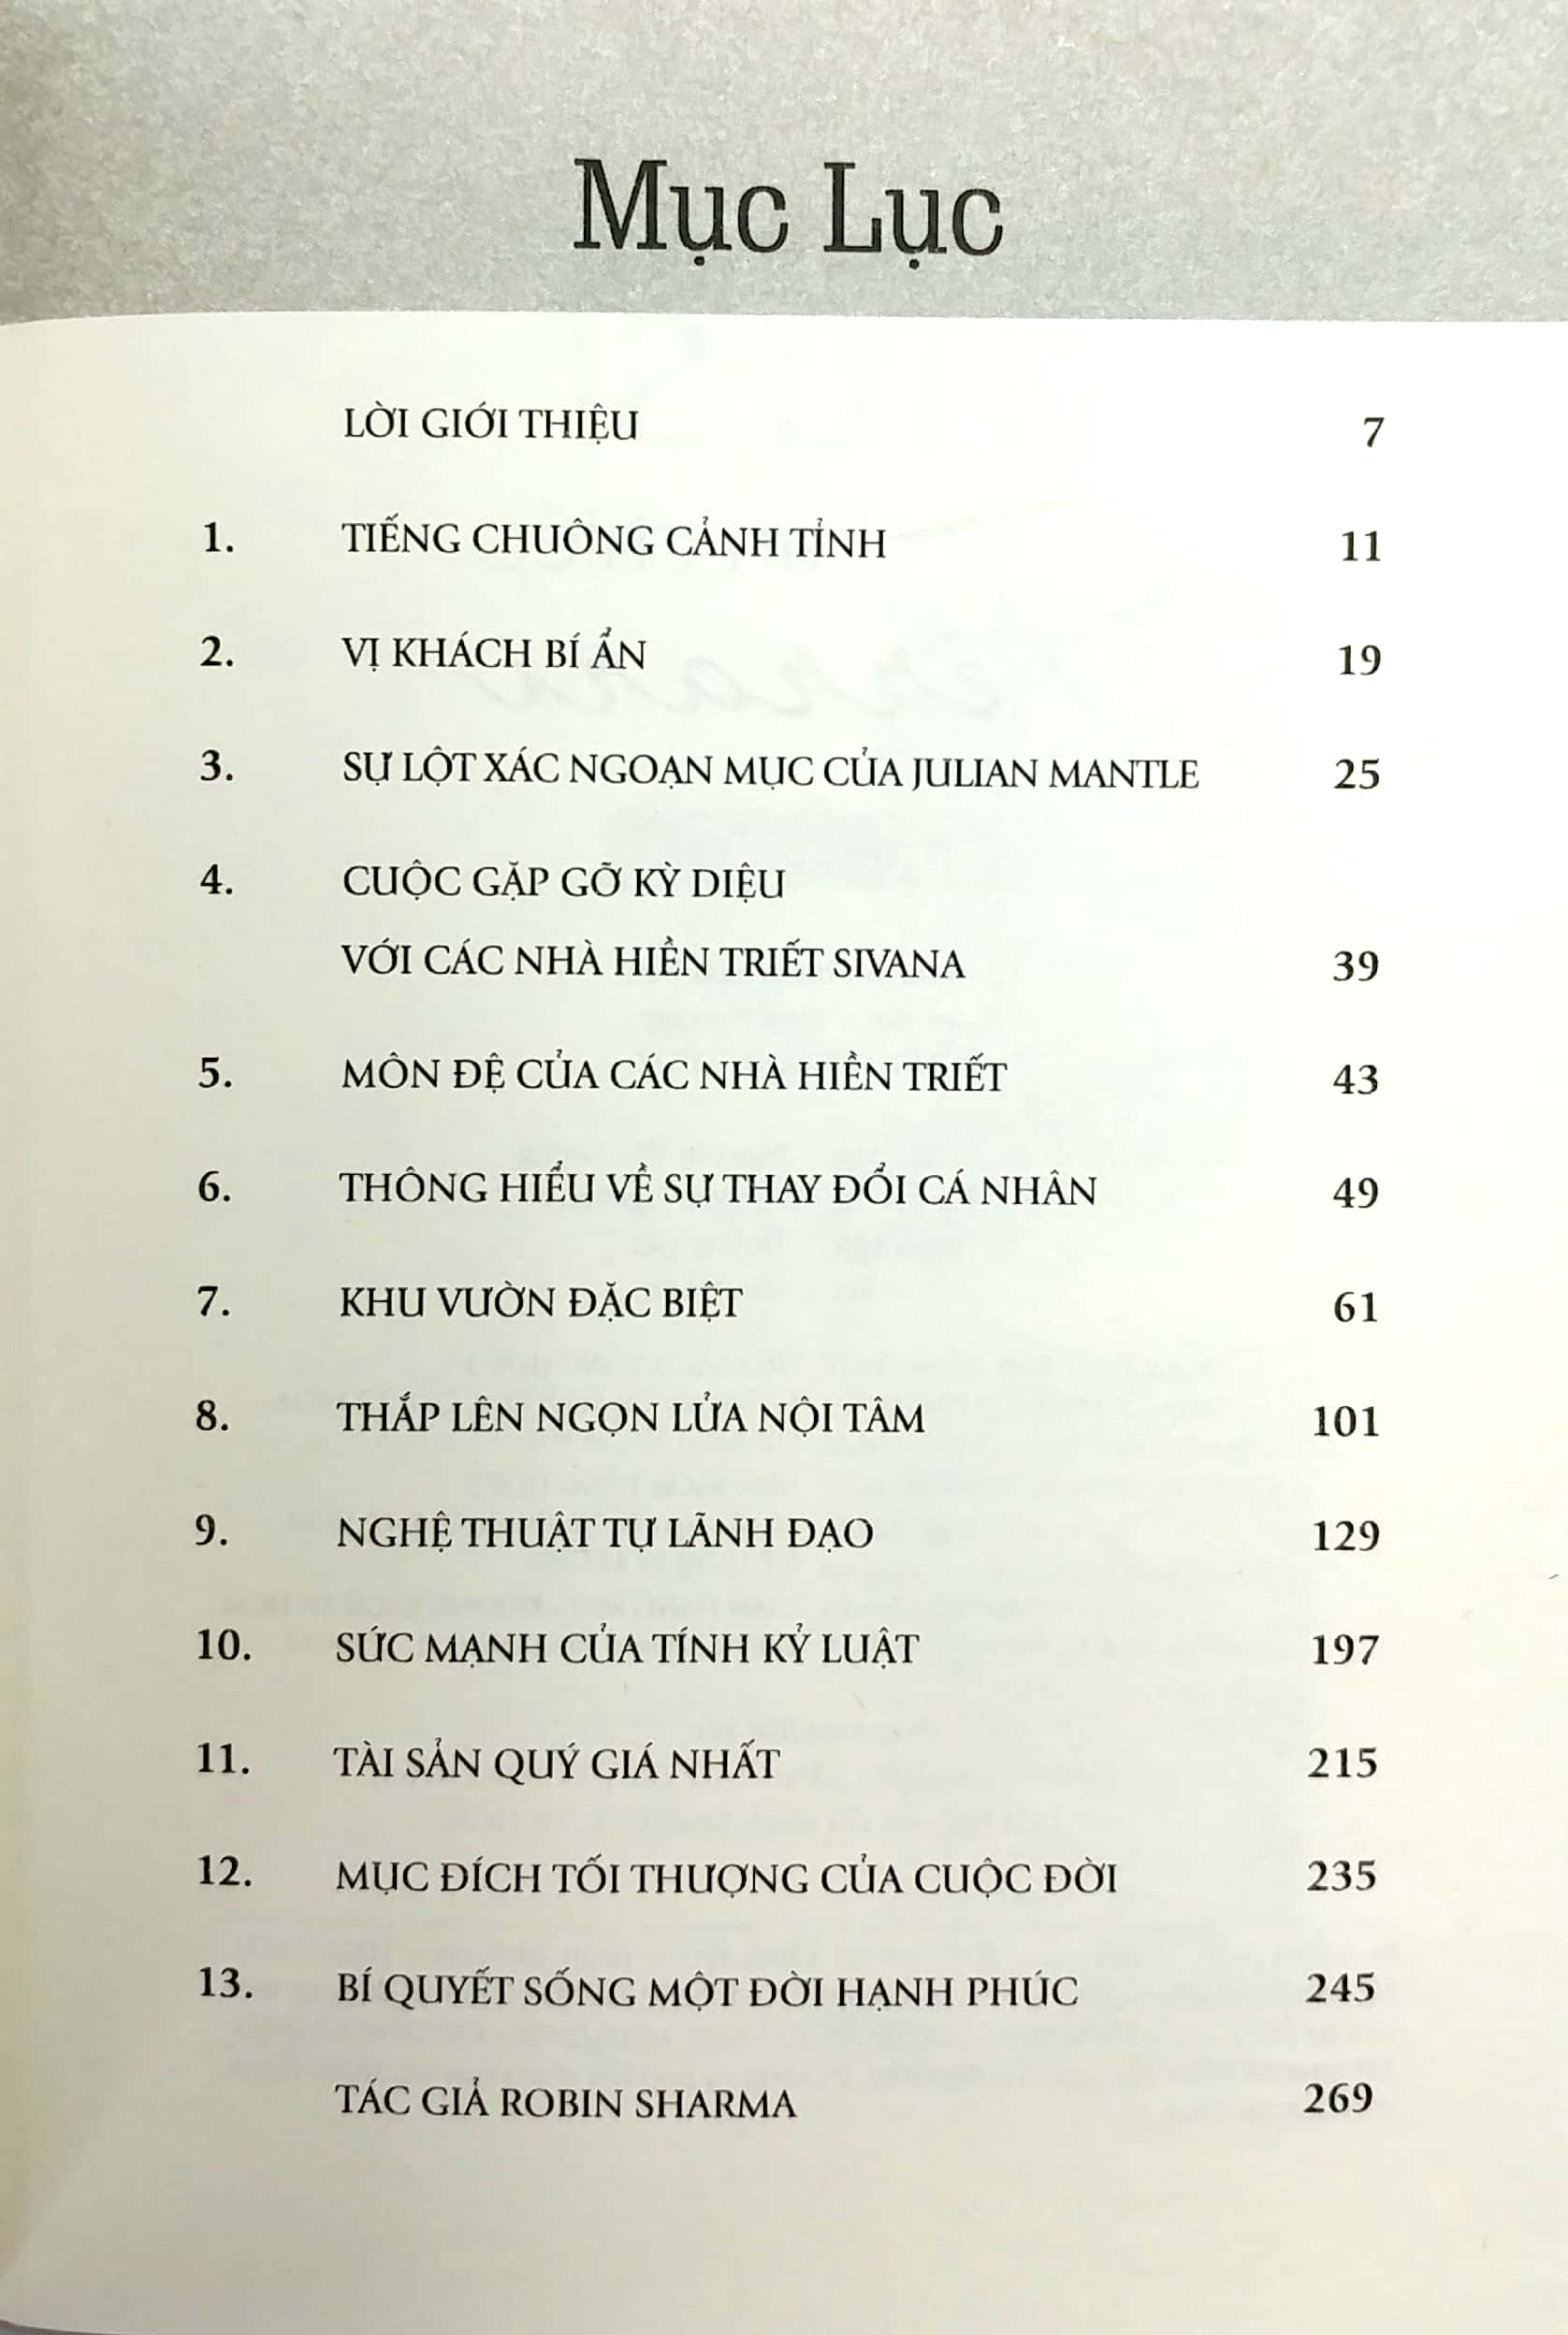 Mục Lục
LỜI GIỚI THIỆU 7
1. TIẾNG CHUÔNG CẢNH TỈNH 11
2. VỊ KHÁCH BÍ ẨN 19
3. SỰ LỘT XÁC NGOẠN MỤC CỦA JULIAN MANTLE 25
4. CUỘC GẶP GỠ KỲ DIỆU
VỚI CÁC NHÀ HIỀN TRIẾT SIVANA 39
5. MÔN ĐỆ CỦA CÁC NHÀ HIỀN TRIẾT 43
6. THÔNG HIỂU VỀ SỰ THAY ĐỔI CÁ NHÂN 49
7. KHU VƯỜN ĐẶC BIỆT 61
8. THẮP LÊN NGỌN LỬA NỘI TÂM 101
9. NGHỆ THUẬT TỰ LÃNH ĐẠO 129
10. SỨC MẠNH CỦA TÍNH KỶ LUẬT 197
11. TÀI SẢN QUÝ GIÁ NHẤT 215
12. MỤC ĐÍCH TỐI THƯỢNG CỦA CUỘC ĐỜI 235
13. BÍ QUYẾT SỐNG MỘT ĐỜI HẠNH PHÚC 245
TÁC GIẢ ROBIN SHARMA 269